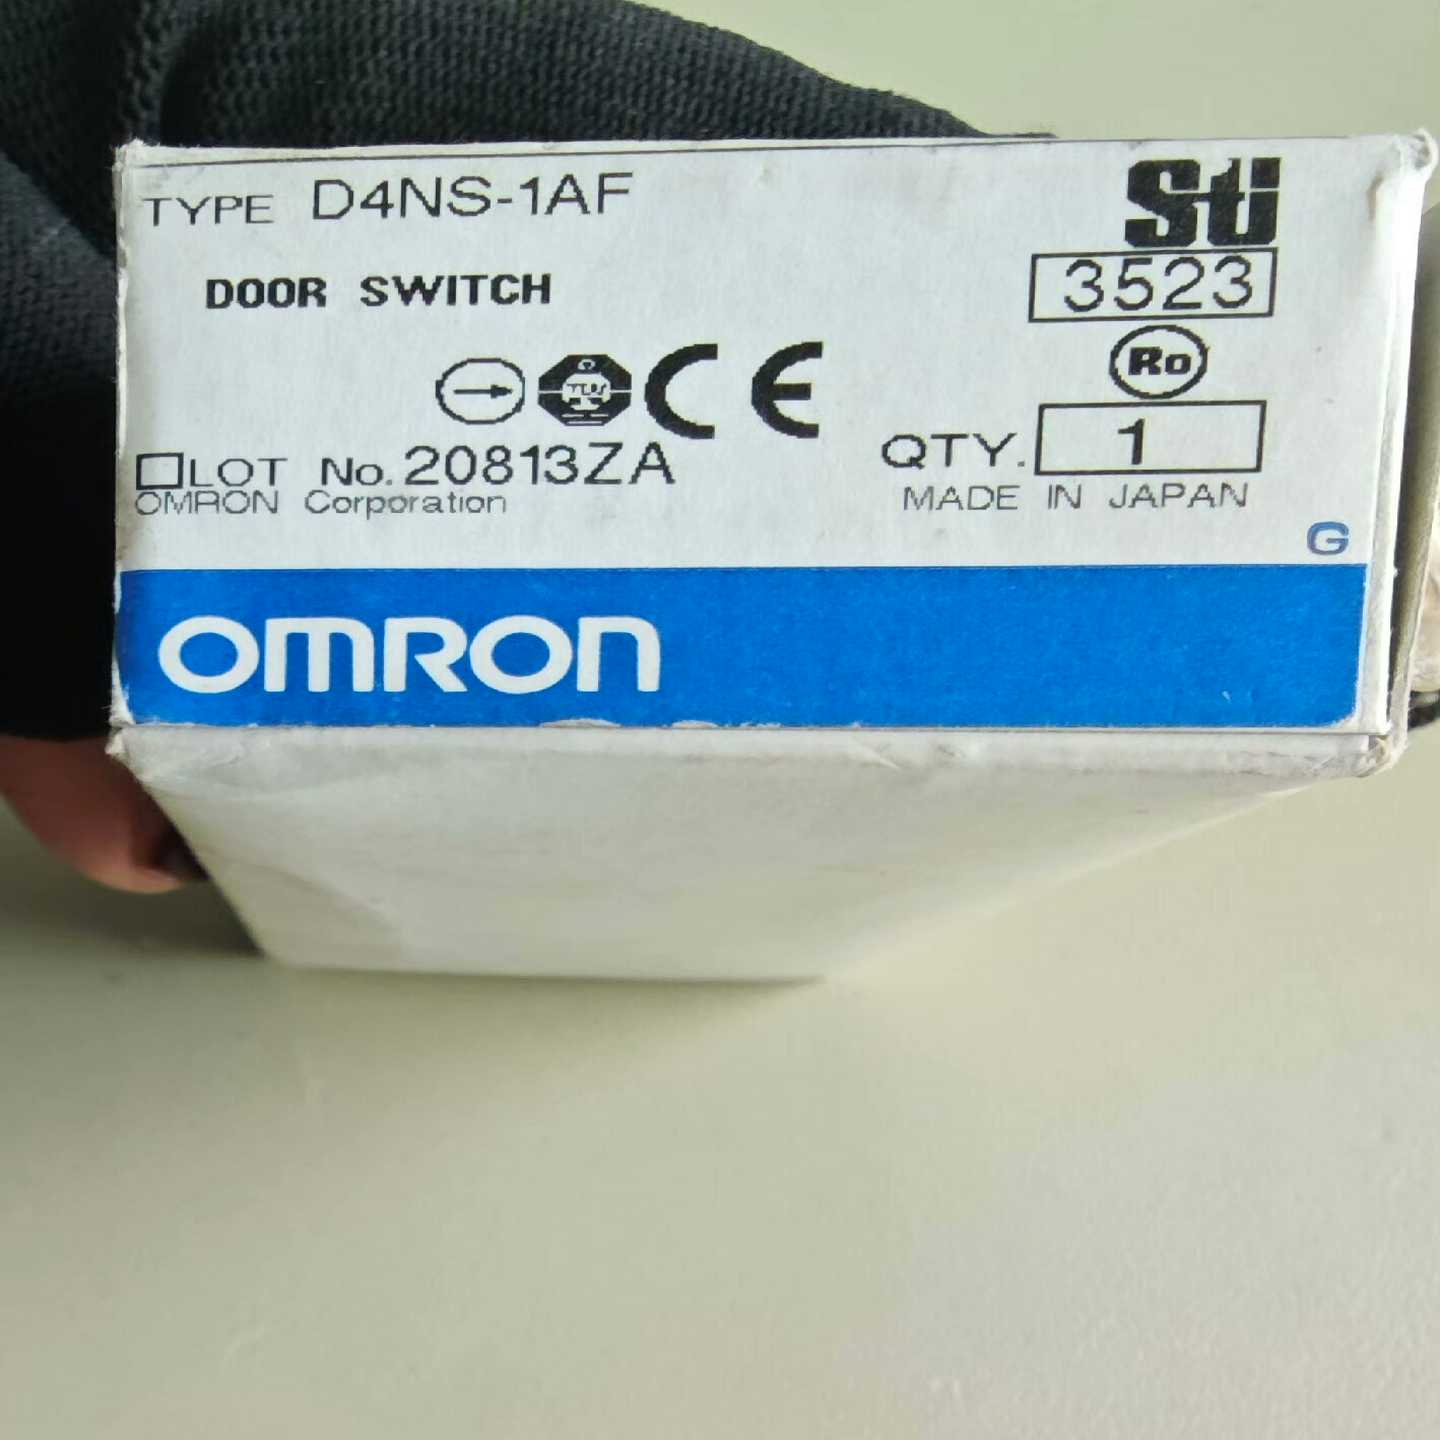 TYPE D4NS-1AF
Sti
DOOR SWITCH
3523
Ro
CE
□LOT No. 20813ZA
QTY. 1
OMRON Corporation
MADE IN JAPAN
G
OMRON